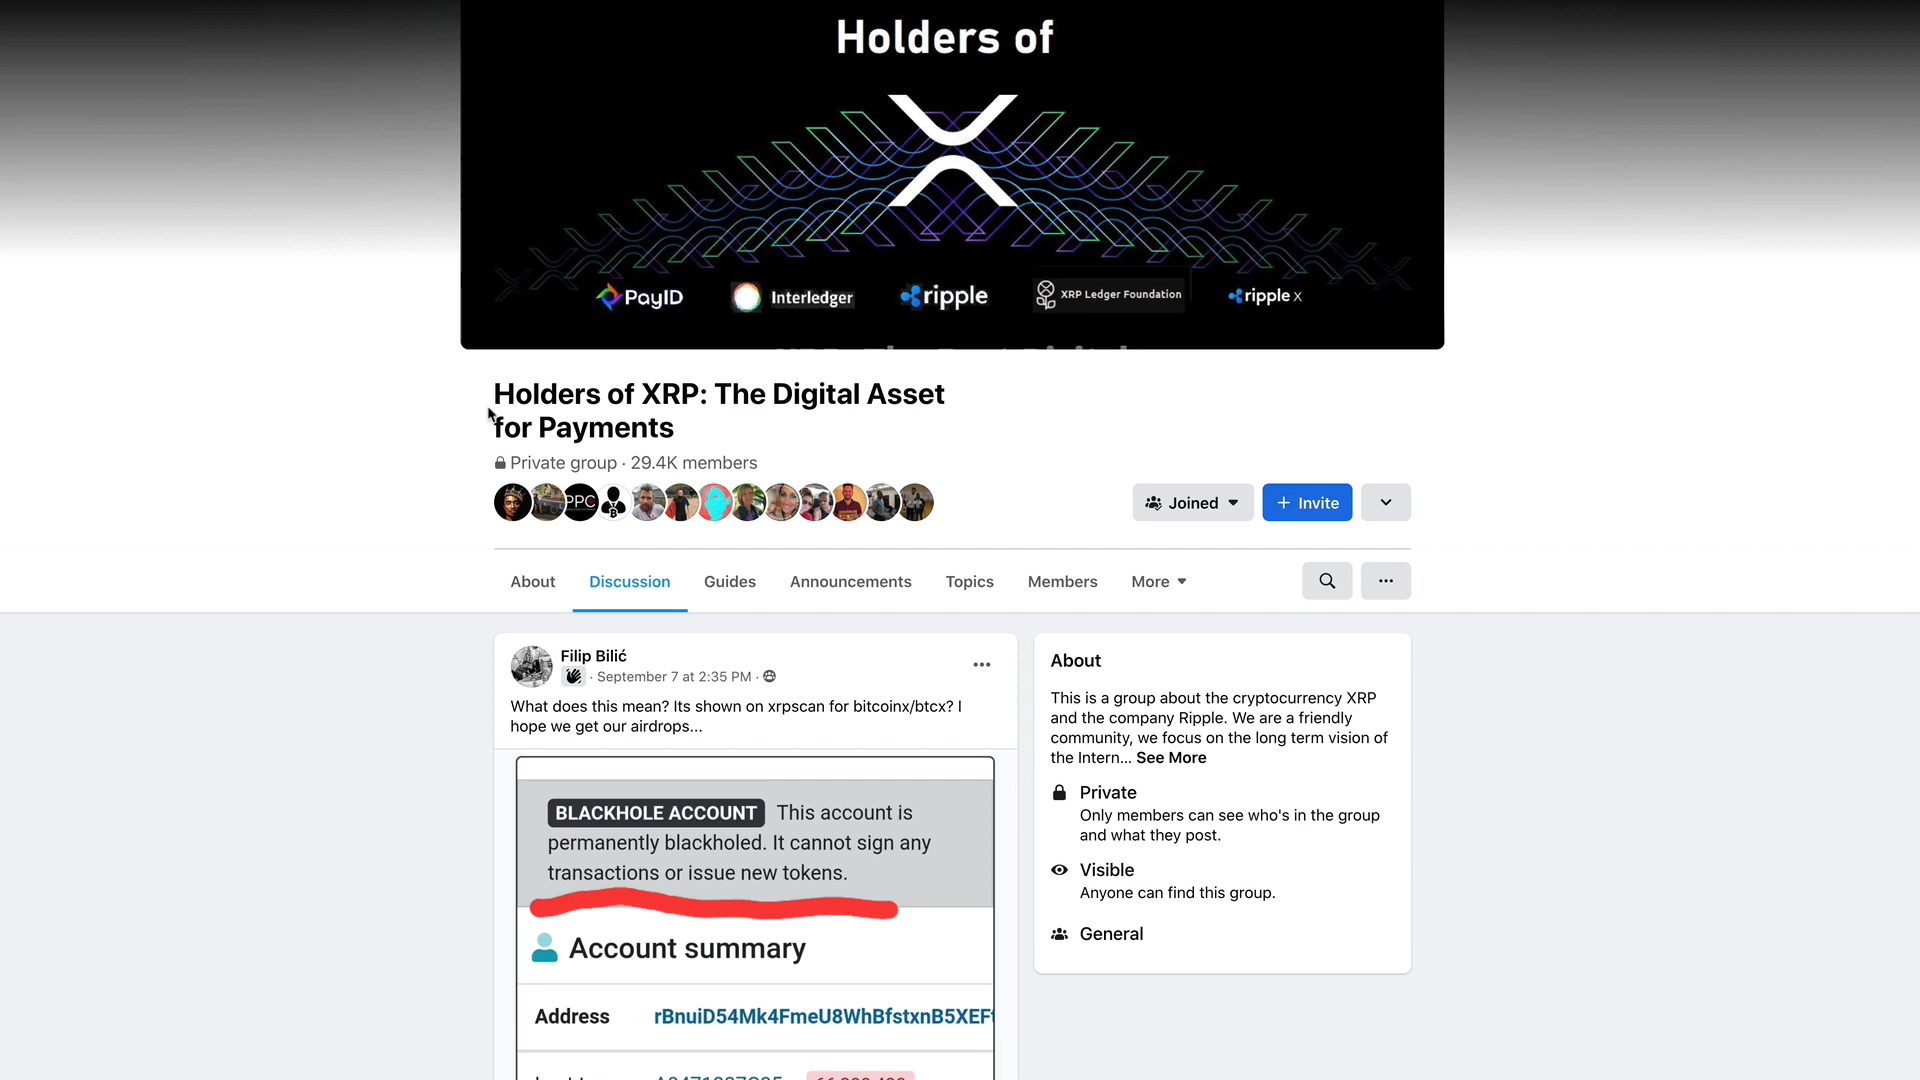 Holders of
PayID
Interledger
ripple
XRP Ledger Foundation
ripple x
Holders of XRP: The Digital Asset
for Payments
Private group · 29.4K members
PPC
Joined
+ Invite
About
Discussion
Guides
Announcements
Topics
Members
More
Filip Bilić
· September 7 at 2:35 PM ·
What does this mean? Its shown on xrpscan for bitcoinx/btcx? I
hope we get our airdrops...
BLACKHOLE ACCOUNT This account is
permanently blackholed. It cannot sign any
transactions or issue new tokens.
Account summary
Address rBnuiD54Mk4FmeU8WhBfstxnB5XEF
About
This is a group about the cryptocurrency XRP
and the company Ripple. We are a friendly
community, we focus on the long term vision of
the Intern... See More
Private
Only members can see who's in the group
and what they post.
Visible
Anyone can find this group.
General